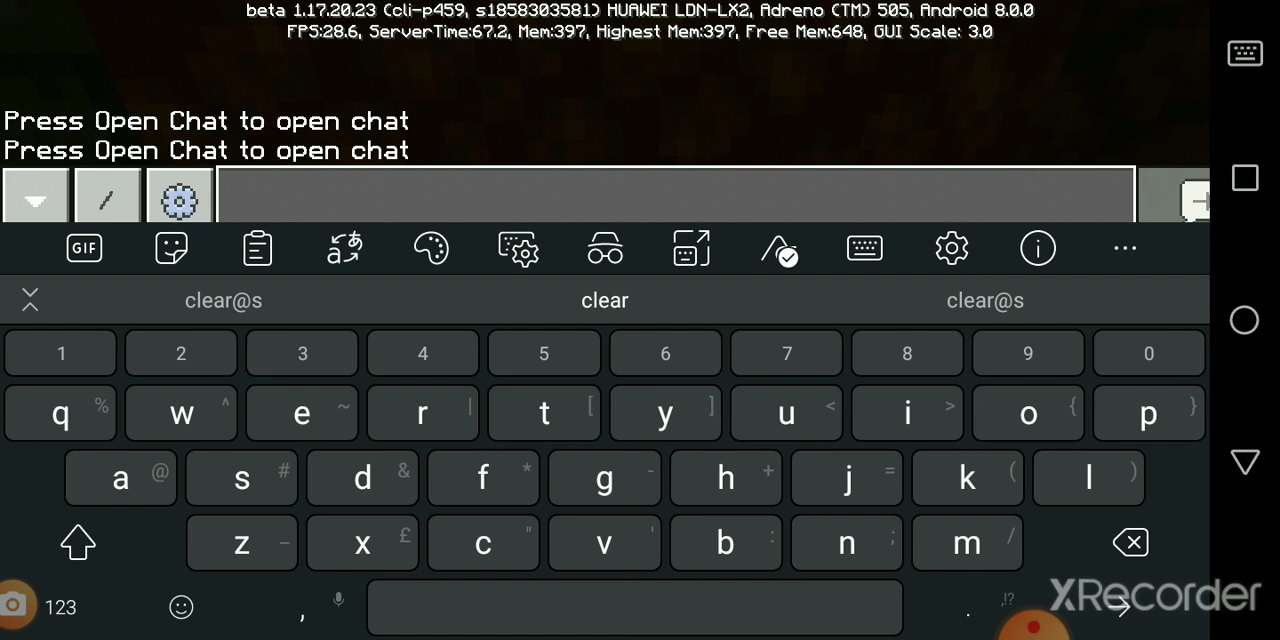 beta 1.17.20.23 (cli-p459, s1858303581) HUAWEI LDN-LX2, Adreno (TM) 505, Android 8.0.0
FPS:28.6, ServerTime:67.2, Mem:397, Highest Mem:397, Free Mem:648, GUI Scale: 3.0
Press Open Chat to open chat
Press Open Chat to open chat
/
GIF
clear@s clear clear@s
1 2 3 4 5 6 7 8 9 0
q % w ^ e ~ r | t [ y ] u < i > o { p }
a @ s # d & f * g - h + j = k ( l )
z _ x £ c " v ' b : n ; m /
123 , . ,!?
XRecorder